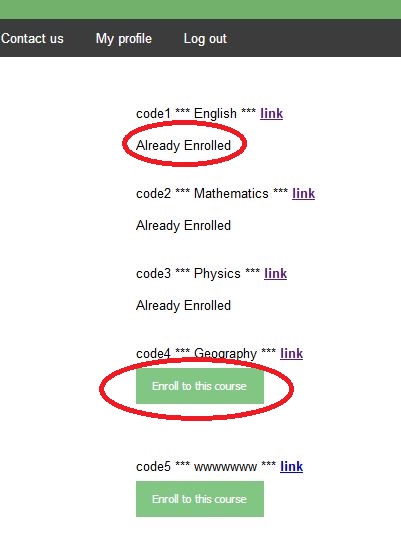 Contact us My profile Log out
code1 *** English *** link
Already Enrolled
code2 *** Mathematics *** link
Already Enrolled
code3 *** Physics *** link
Already Enrolled
code4 *** Geography *** link
Enroll to this course
code5 *** wwwwwww *** link
Enroll to this course